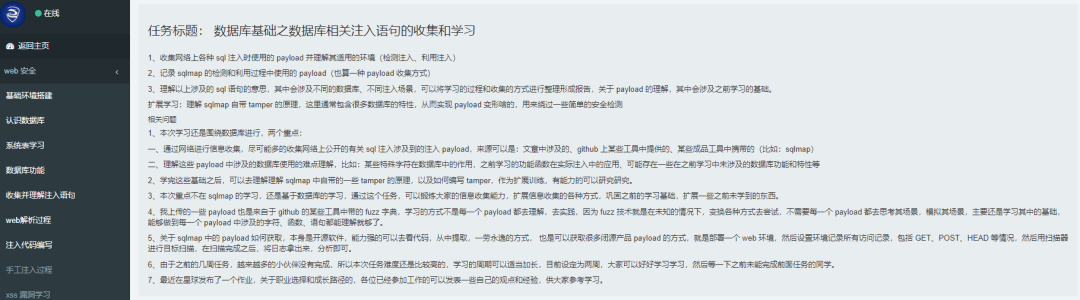 在线
返回主页
web 安全
基础环境搭建
认识数据库
系统表学习
数据库功能
收集并理解注入语句
web解析过程
注入代码编写
手工注入过程
xss 漏洞学习
任务标题： 数据库基础之数据库相关注入语句的收集和学习
1、收集网络上各种 sql 注入时使用的 payload 并理解其适用的环境（检测注入、利用注入）
2、记录 sqlmap 的检测和利用过程中使用的 payload（也算一种 payload 收集方式）
3、理解以上涉及的 sql 语句的意思，其中会涉及不同的数据库、不同注入场景，可以将学习的过程和收集的方式进行整理形成报告，关于 payload 的理解，其中会涉及之前学习的基础。
扩展学习：理解 sqlmap 自带 tamper 的原理，这里通常包含很多数据库的特性，从而实现 payload 变形啥的，用来绕过一些简单的安全检测
相关问题
1、本次学习还是围绕数据库进行，两个重点：
一、通过网络进行信息收集，尽可能多的收集网络上公开的有关 sql 注入涉及到的注入 payload，来源可以是：文章中涉及的、github 上某些工具中提供的、某些成品工具中携带的（比如：sqlmap）
二、理解这些 payload 中涉及的数据库使用的难点理解，比如：某些特殊字符在数据库中的作用，之前学习的功能函数在实际注入中的应用、可能存在一些在之前学习中未涉及的数据库功能和特性等
2、学完这些基础之后，可以去理解理解 sqlmap 中自带的一些 tamper 的原理，以及如何编写 tamper，作为扩展训练，有能力的可以研究研究。
3、本次重点不在 sqlmap 的学习，还是基于数据库的学习，通过这个任务，可以锻炼大家的信息收集能力，扩展信息收集的各种方式，巩固之前的学习基础，扩展一些之前未学到的东西。
4、我上传的一些 payload 也是来自于 github 的某些工具中带的 fuzz 字典，学习的方式不是每一个 payload 都去理解、去实践，因为 fuzz 技术就是在未知的情况下，变换各种方式去尝试，不需要每一个 payload 都去思考其场景，模拟其场景，主要还是学习其中的基础，
能够做到每一个 payload 中涉及的字符、函数、语句都能理解就够了。
5、关于 sqlmap 中的 payload 如何获取，本身是开源软件，能力强的可以去看代码，从中提取，一劳永逸的方式， 也是可以获取很多闭源产品 payload 的方式，就是部署一个 web 环境，然后设置环境记录所有访问记录，包括 GET、POST、HEAD 等情况，然后用扫描器
进行目标扫描，在扫描完成之后，将日志拿出来，分析即可。
6、由于之前的几周任务，越来越多的小伙伴没有完成，所以本次任务难度还是比较高的，学习的周期可以适当加长，目前设定为两周，大家可以好好学习学习，然后等一下之前未能完成前面任务的同学。
7、最近在星球发布了一个作业，关于职业选择和成长路径的，各位已经参加工作的可以发表一些自己的观点和经验，供大家参考学习。